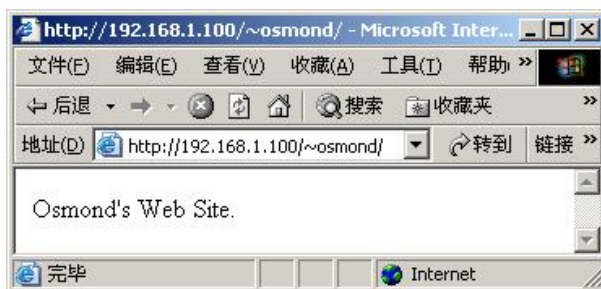 http://192.168.1.100/~osmond/ - Microsoft Inter...
文件(F) 编辑(E) 查看(V) 收藏(A) 工具(T) 帮助 »
后退 搜索 收藏夹 »
地址(D) http://192.168.1.100/~osmond/ 转到 链接 »
Osmond's Web Site.
完毕 Internet